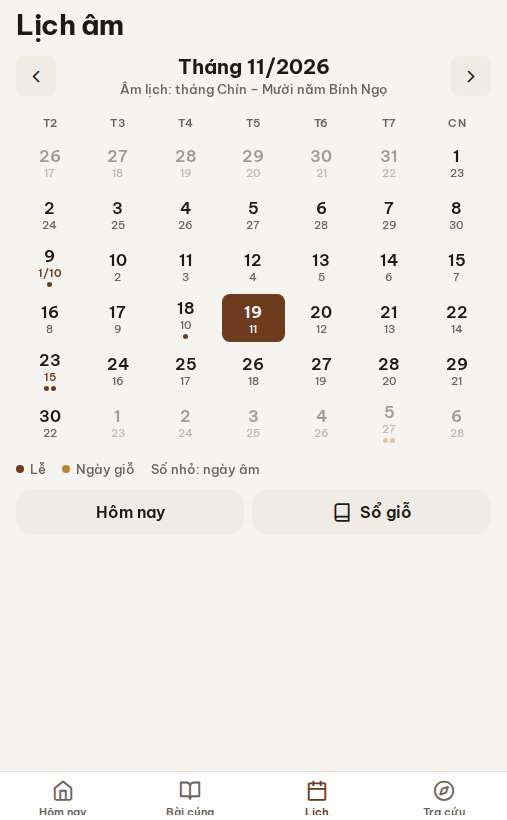 Lịch âm
Tháng 11/2026
Âm lịch: tháng Chín – Mười năm Bính Ngọ
T2 T3 T4 T5 T6 T7 CN
26 27 28 29 30 31 1
17 18 19 20 21 22 23
2 3 4 5 6 7 8
24 25 26 27 28 29 30
9 10 11 12 13 14 15
1/10 2 3 4 5 6 7
16 17 18 19 20 21 22
8 9 10 11 12 13 14
23 24 25 26 27 28 29
15 16 17 18 19 20 21
30 1 2 3 4 5 6
22 23 24 25 26 27 28
Lễ Ngày giỗ Số nhỏ: ngày âm
Hôm nay Sổ giỗ
Hôm nay Bài cúng Lịch Tra cứu